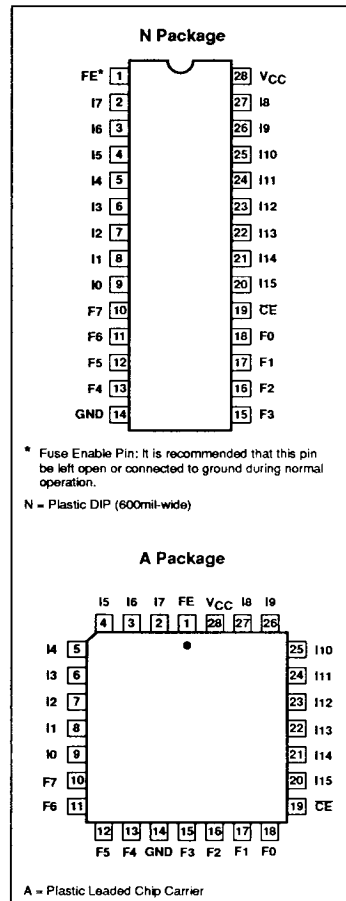 N Package
FE* 1 28 VCC
I7 2 27 I8
I6 3 26 I9
I5 4 25 I10
I4 5 24 I11
I3 6 23 I12
I2 7 22 I13
I1 8 21 I14
I0 9 20 I15
F7 10 19 CE
F6 11 18 F0
F5 12 17 F1
F4 13 16 F2
GND 14 15 F3
* Fuse Enable Pin: It is recommended that this pin
be left open or connected to ground during normal
operation.
N = Plastic DIP (600mil-wide)
A Package
I5 I6 I7 FE VCC I8 I9
4 3 2 1 28 27 26
I4 5 25 I10
I3 6 24 I11
I2 7 23 I12
I1 8 22 I13
I0 9 21 I14
F7 10 20 I15
F6 11 19 CE
12 13 14 15 16 17 18
F5 F4 GND F3 F2 F1 F0
A = Plastic Leaded Chip Carrier